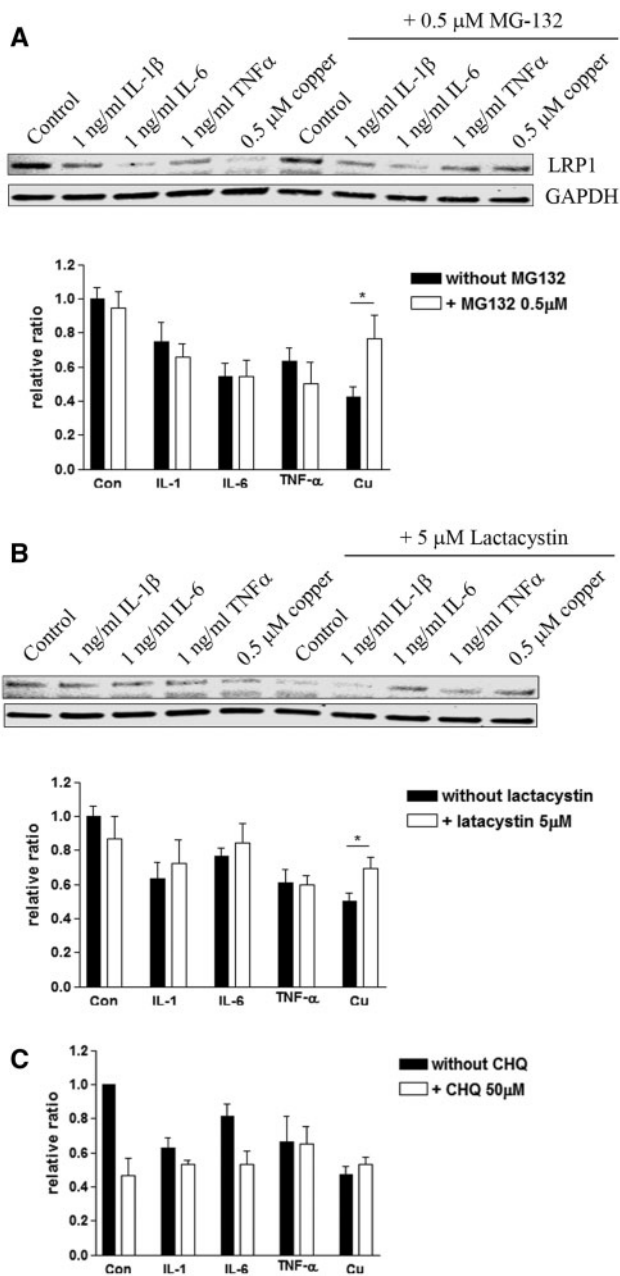 A
+ 0.5 μM MG-132
Control 1 ng/ml IL-1β 1 ng/ml IL-6 1 ng/ml TNFα 0.5 μM copper Control 1 ng/ml IL-1β 1 ng/ml IL-6 1 ng/ml TNFα 0.5 μM copper
LRP1
GAPDH
1.2
1.0
0.8
0.6
0.4
0.2
0.0
relative ratio
*
without MG132
+ MG132 0.5μM
Con IL-1 IL-6 TNF-α. Cu
B
+ 5 μM Lactacystin
Control 1 ng/ml IL-1β 1 ng/ml IL-6 1 ng/ml TNFα 0.5 μM copper Control 1 ng/ml IL-1β 1 ng/ml IL-6 1 ng/ml TNFα 0.5 μM copper
1.2
1.0
0.8
0.6
0.4
0.2
0.0
relative ratio
*
without lactacystin
+ latacystin 5μM
Con IL-1 IL-6 TNF-α. Cu
C
1.2
1.0
0.8
0.6
0.4
0.2
0.0
relative ratio
without CHQ
+ CHQ 50μM
Con IL-1 IL-6 TNF-α. Cu